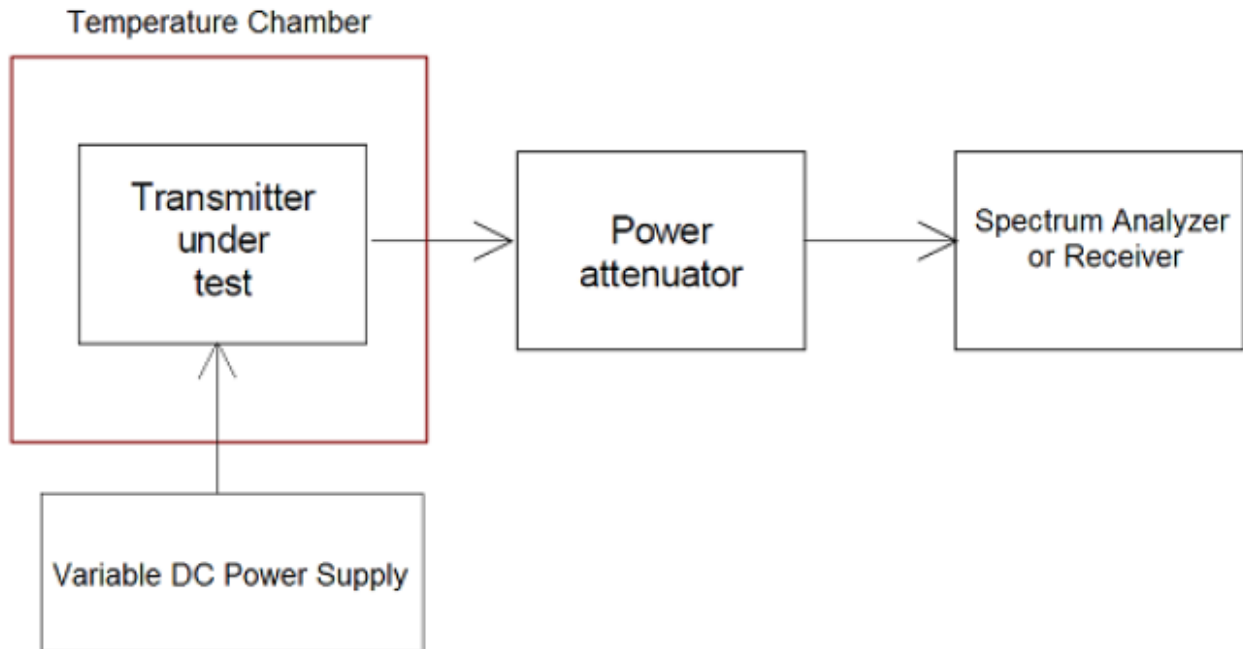 Temperature Chamber
Transmitter
under
test
Power
attenuator
Spectrum Analyzer
or Receiver
Variable DC Power Supply